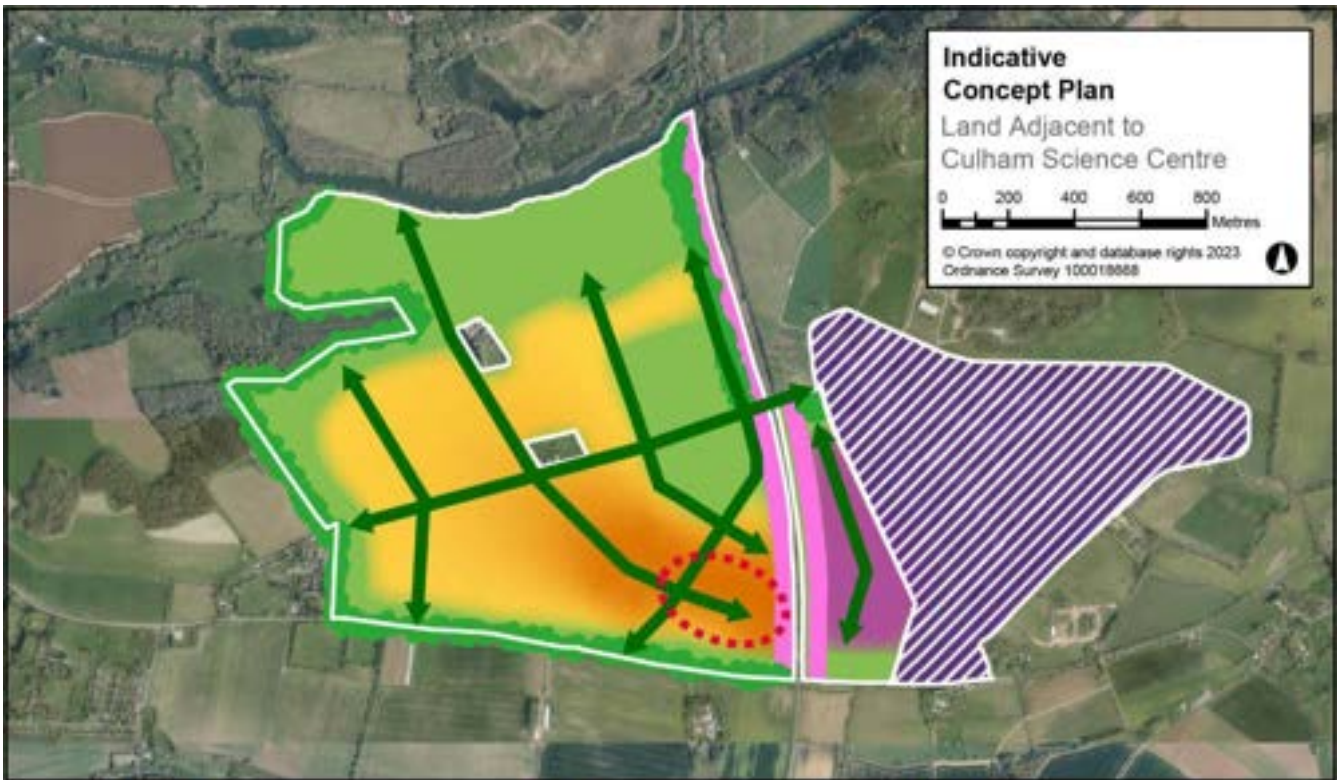 Indicative
Concept Plan
Land Adjacent to
Culham Science Centre
0 200 400 600 800
Metres
© Crown copyright and database rights 2023
Ordnance Survey 100018668